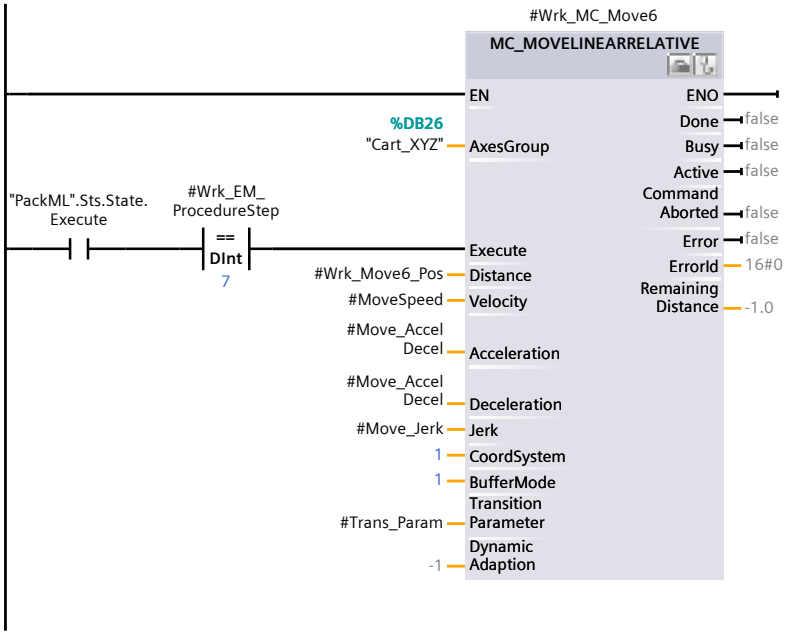 #Wrk_MC_Move6
MC_MOVELINEARRELATIVE
EN
ENO
%DB26
"Cart_XYZ"
AxesGroup
Done
false
Busy
false
Active
false
Command
Aborted
false
"PackML".Sts.State.
Execute
#Wrk_EM_
ProcedureStep
==
DInt
7
Execute
Error
false
#Wrk_Move6_Pos
Distance
ErrorId
16#0
#MoveSpeed
Velocity
Remaining
Distance
-1.0
#Move_Accel
Decel
Acceleration
#Move_Accel
Decel
Deceleration
#Move_Jerk
Jerk
1
CoordSystem
1
BufferMode
#Trans_Param
Transition
Parameter
-1
Dynamic
Adaption